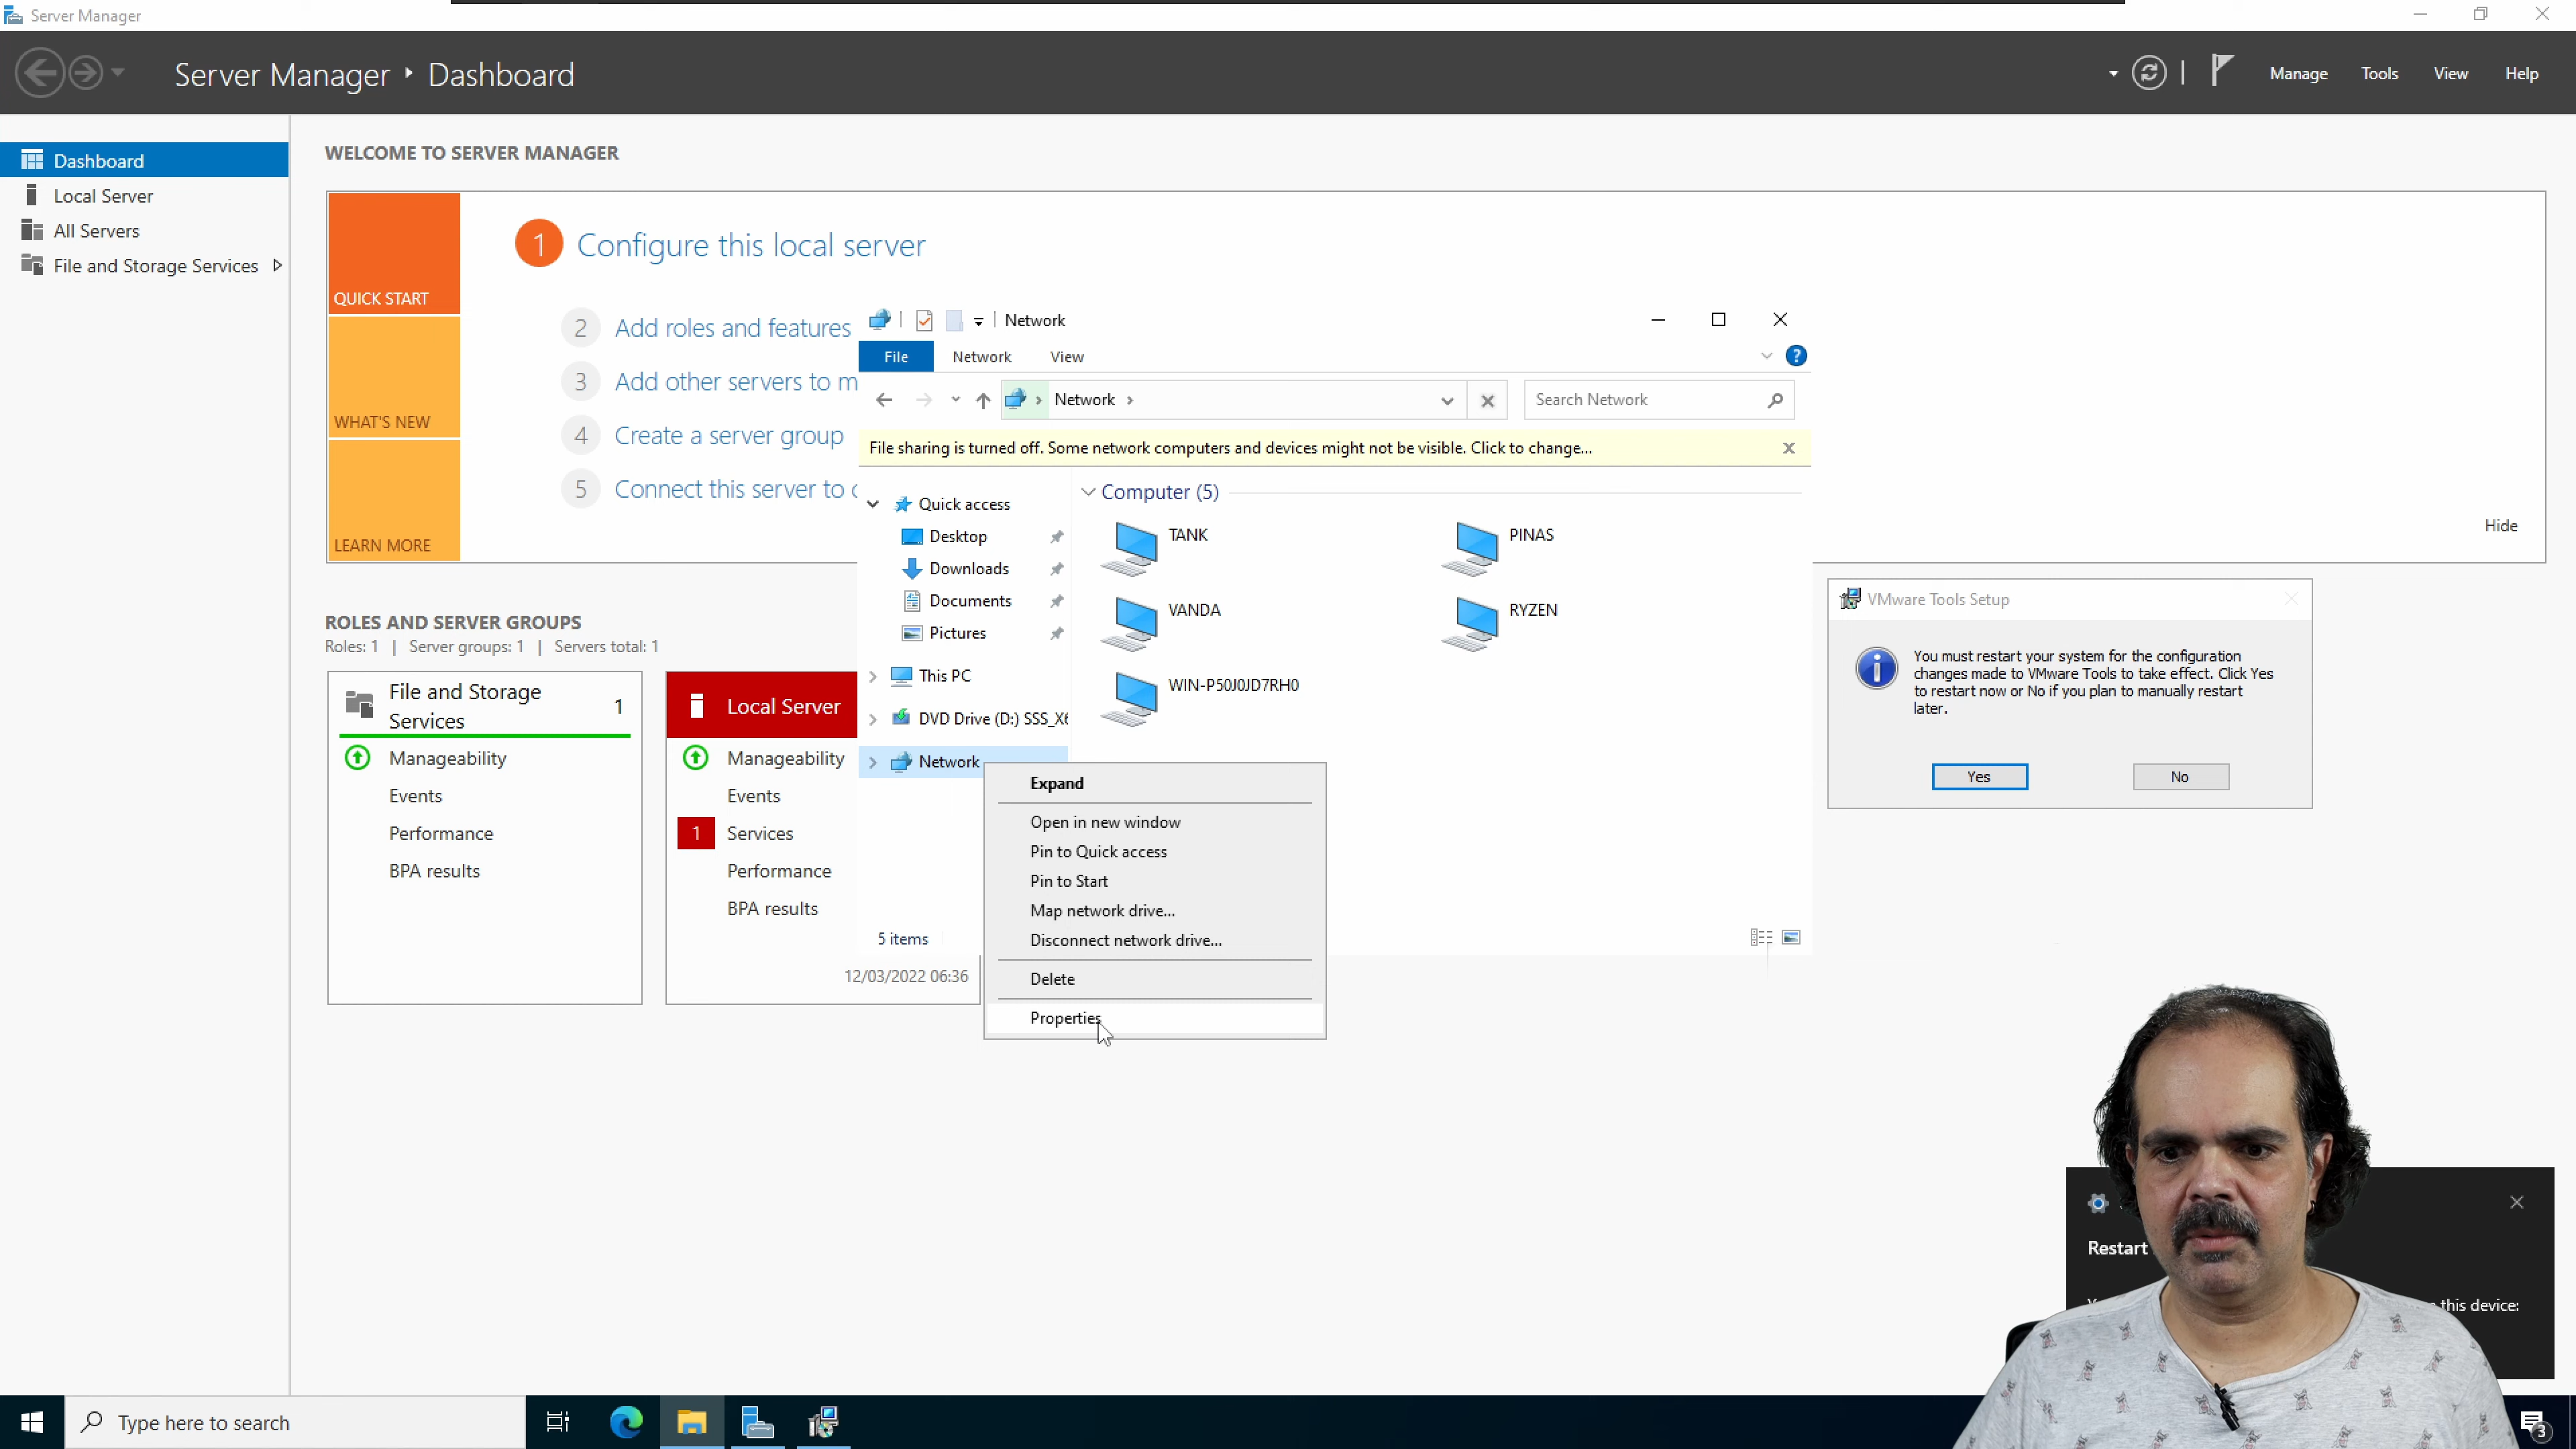 Server Manager
Server Manager Dashboard
Manage Tools View Help
Dashboard
Local Server
All Servers
File and Storage Services
WELCOME TO SERVER MANAGER
QUICK START
WHAT'S NEW
LEARN MORE
1 Configure this local server
2 Add roles and features
3 Add other servers to m
4 Create a server group
5 Connect this server to
Hide
ROLES AND SERVER GROUPS
Roles: 1 | Server groups: 1 | Servers total: 1
File and Storage
Services 1
Manageability
Events
Performance
BPA results
Local Server
Manageability
Events
1 Services
Performance
BPA results
12/03/2022 06:36
Network
File Network View
Network
Search Network
File sharing is turned off. Some network computers and devices might not be visible. Click to change...
Quick access
Desktop
Downloads
Documents
Pictures
This PC
DVD Drive (D:) SSS_X6
Network
Computer (5)
TANK
PINAS
VANDA
RYZEN
WIN-P50J0JD7RH0
5 items
Expand
Open in new window
Pin to Quick access
Pin to Start
Map network drive...
Disconnect network drive...
Delete
Properties
VMware Tools Setup
You must restart your system for the configuration
changes made to VMware Tools to take effect. Click Yes
to restart now or No if you plan to manually restart
later.
Yes
No
Restart
this device:
Type here to search
3